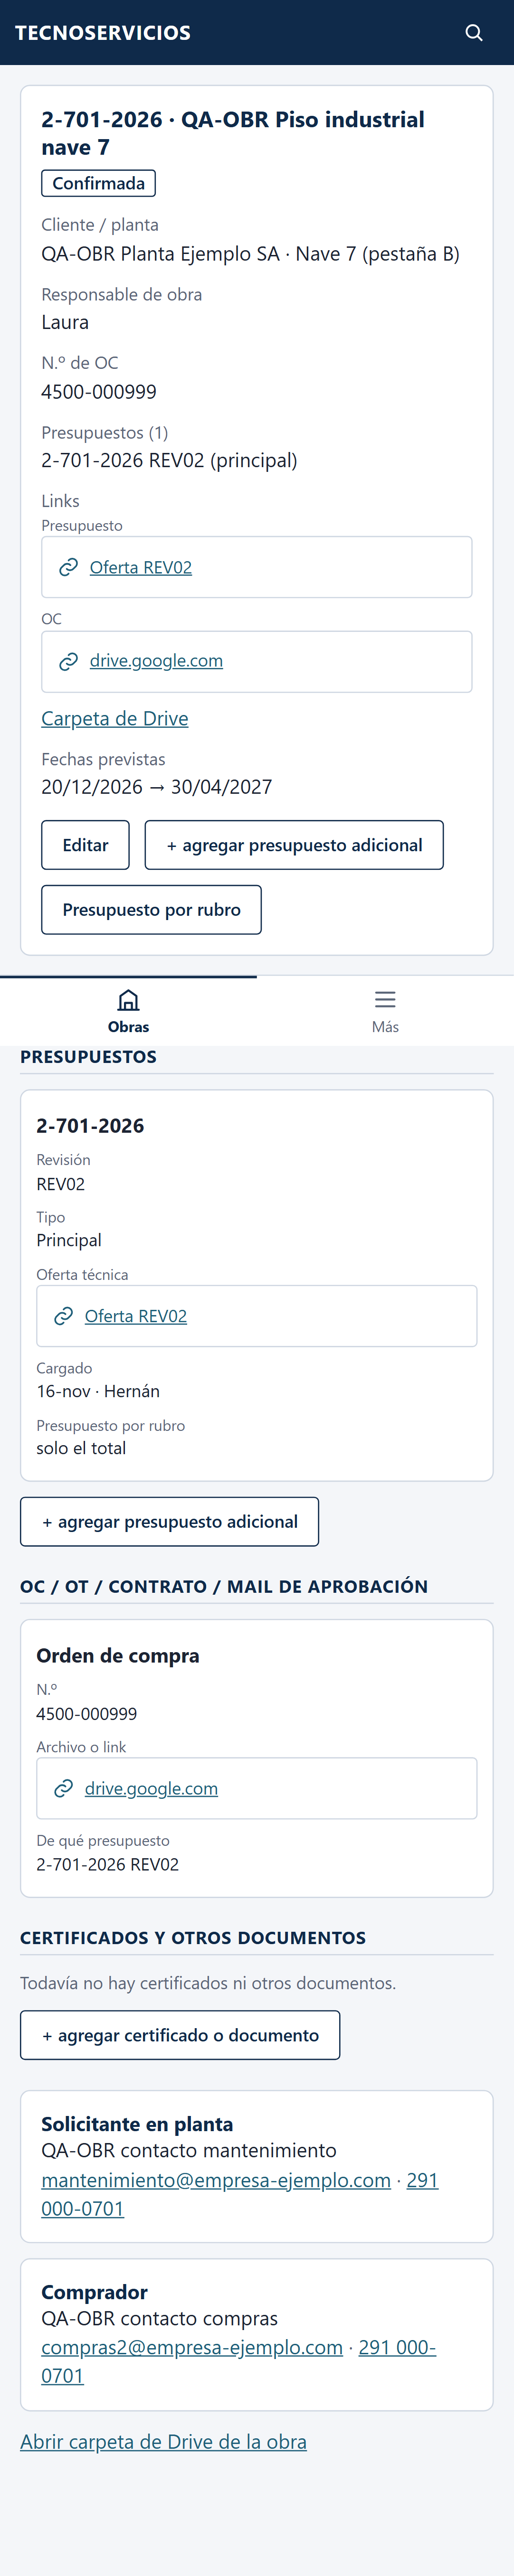 TECNOSERVICIOS
2-701-2026 · QA-OBR Piso industrial
nave 7
Confirmada
Cliente / planta
QA-OBR Planta Ejemplo SA · Nave 7 (pestaña B)
Responsable de obra
Laura
N.º de OC
4500-000999
Presupuestos (1)
2-701-2026 REV02 (principal)
Links
Presupuesto
Oferta REV02
OC
drive.google.com
Carpeta de Drive
Fechas previstas
20/12/2026 → 30/04/2027
Editar
+ agregar presupuesto adicional
Presupuesto por rubro
Obras
Más
PRESUPUESTOS
2-701-2026
Revisión
REV02
Tipo
Principal
Oferta técnica
Oferta REV02
Cargado
16-nov · Hernán
Presupuesto por rubro
solo el total
+ agregar presupuesto adicional
OC / OT / CONTRATO / MAIL DE APROBACIÓN
Orden de compra
N.º
4500-000999
Archivo o link
drive.google.com
De qué presupuesto
2-701-2026 REV02
CERTIFICADOS Y OTROS DOCUMENTOS
Todavía no hay certificados ni otros documentos.
+ agregar certificado o documento
Solicitante en planta
QA-OBR contacto mantenimiento
mantenimiento@empresa-ejemplo.com · 291
000-0701
Comprador
QA-OBR contacto compras
compras2@empresa-ejemplo.com · 291 000-
0701
Abrir carpeta de Drive de la obra